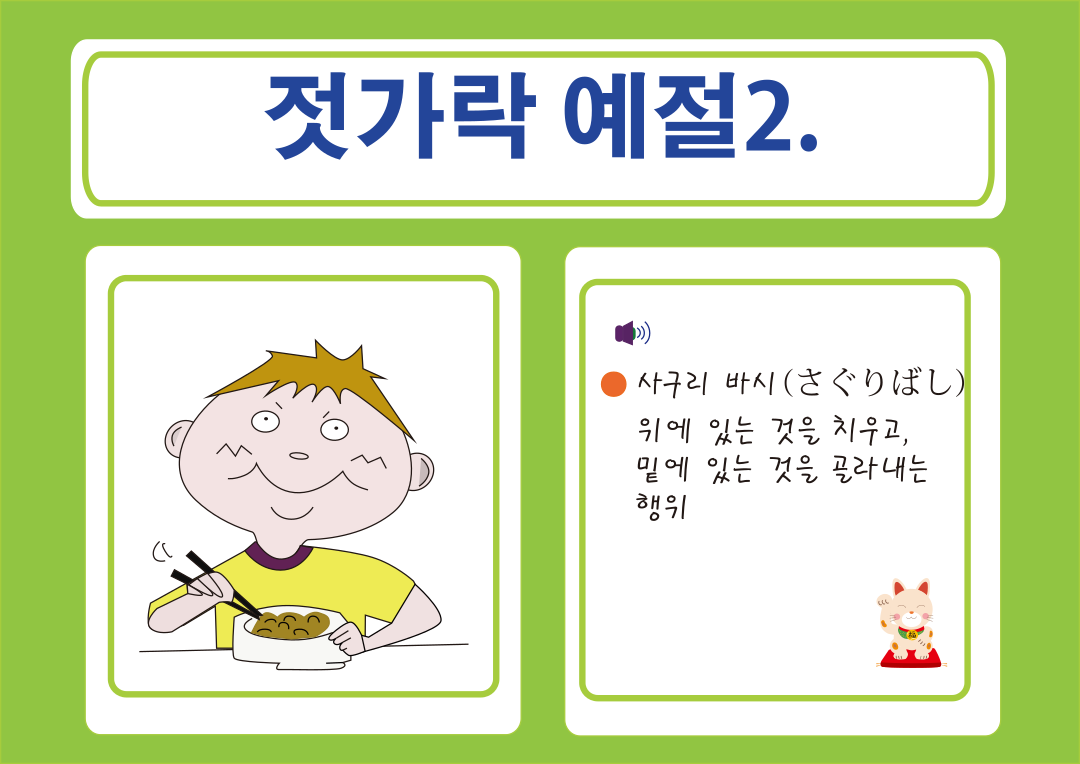 젓가락 예절2.
사구리 바시(さぐりばし)
위에 있는 것을 치우고,
밑에 있는 것을 골라내는
행위